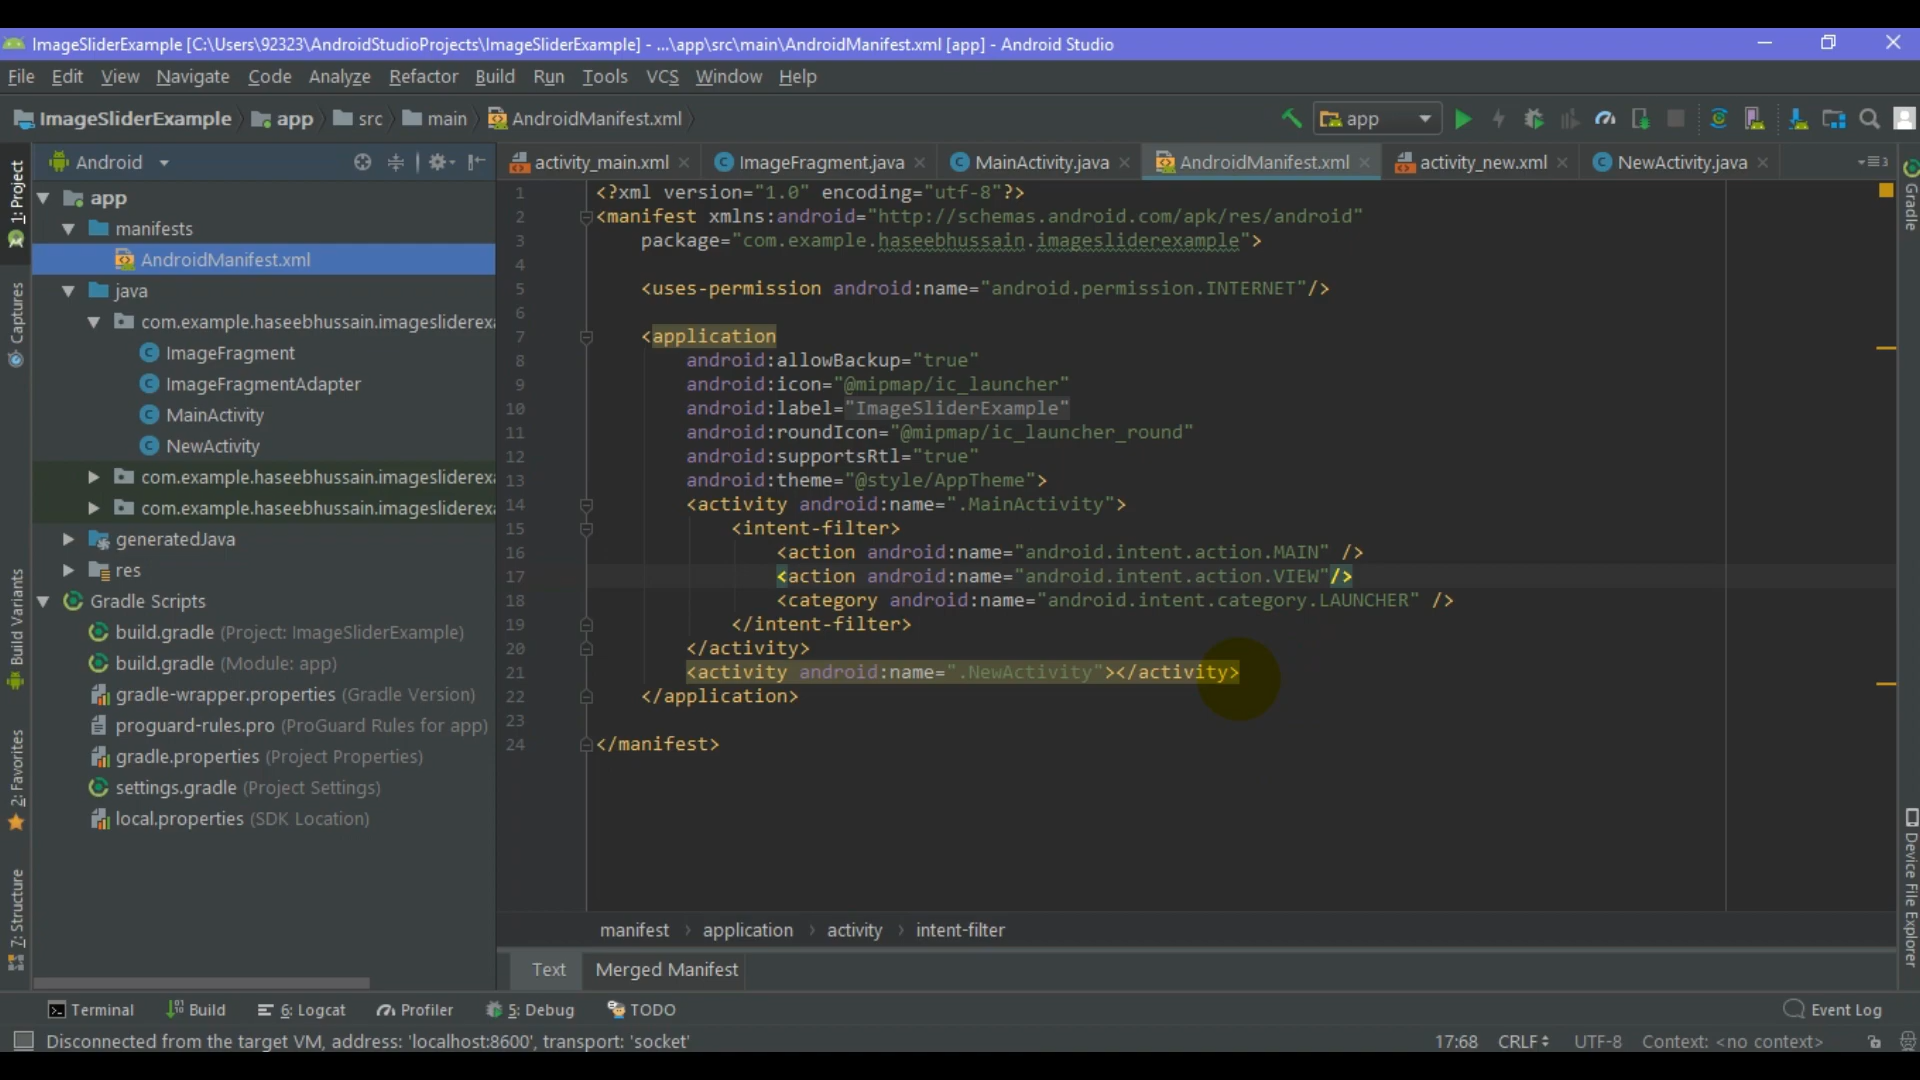 ImageSliderExample [C:\Users\92323\AndroidStudioProjects\ImageSliderExample] - ...\app\src\main\AndroidManifest.xml [app] - Android Studio
File Edit View Navigate Code Analyze Refactor Build Run Tools VCS Window Help
ImageSliderExample app src main AndroidManifest.xml
app
Android
activity_main.xml ImageFragment.java MainActivity.java AndroidManifest.xml activity_new.xml NewActivity.java
3
1: Project
Captures
Build Variants
2: Favorites
7: Structure
app
manifests
AndroidManifest.xml
java
com.example.haseebhussain.imagesliderex
ImageFragment
ImageFragmentAdapter
MainActivity
NewActivity
com.example.haseebhussain.imagesliderex
com.example.haseebhussain.imagesliderex
generatedJava
res
Gradle Scripts
build.gradle (Project: ImageSliderExample)
build.gradle (Module: app)
gradle-wrapper.properties (Gradle Version)
proguard-rules.pro (ProGuard Rules for app)
gradle.properties (Project Properties)
settings.gradle (Project Settings)
local.properties (SDK Location)
1 <?xml version="1.0" encoding="utf-8"?>
2 <manifest xmlns:android="http://schemas.android.com/apk/res/android"
3 package="com.example.haseebhussain.imagesliderexample">
4
5 <uses-permission android:name="android.permission.INTERNET"/>
6
7 <application
8 android:allowBackup="true"
9 android:icon="@mipmap/ic_launcher"
10 android:label="ImageSliderExample"
11 android:roundIcon="@mipmap/ic_launcher_round"
12 android:supportsRtl="true"
13 android:theme="@style/AppTheme">
14 <activity android:name=".MainActivity">
15 <intent-filter>
16 <action android:name="android.intent.action.MAIN" />
17 <action android:name="android.intent.action.VIEW"/>
18 <category android:name="android.intent.category.LAUNCHER" />
19 </intent-filter>
20 </activity>
21 <activity android:name=".NewActivity"></activity>
22 </application>
23
24 </manifest>
Gradle
Device File Explorer
manifest application activity intent-filter
Text Merged Manifest
Terminal Build 6: Logcat Profiler 5: Debug TODO Event Log
Disconnected from the target VM, address: 'localhost:8600', transport: 'socket' 17:68 CRLF UTF-8 Context: <no context>